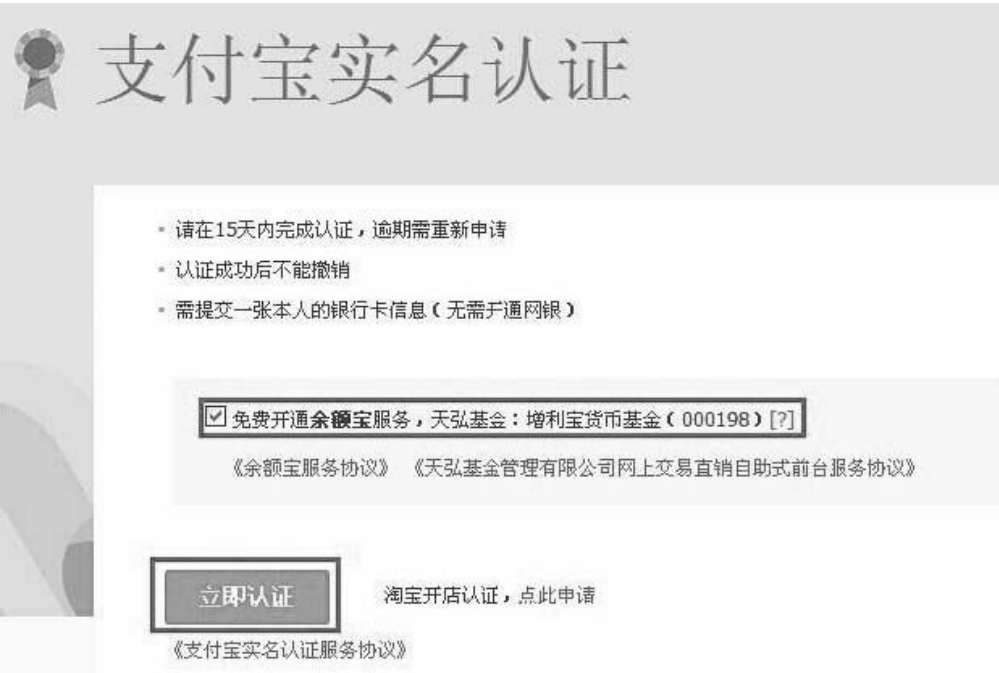 支付宝实名认证
请在15天内完成认证，逾期需重新申请
认证成功后不能撤销
需提交一张本人的银行卡信息（无需开通网银）
免费开通余额宝服务，天弘基金：增利宝货币基金（000198）[?]
《余额宝服务协议》 《天弘基金管理有限公司网上交易直销自助式前台服务协议》
立即认证 淘宝开店认证，点此申请
《支付宝实名认证服务协议》